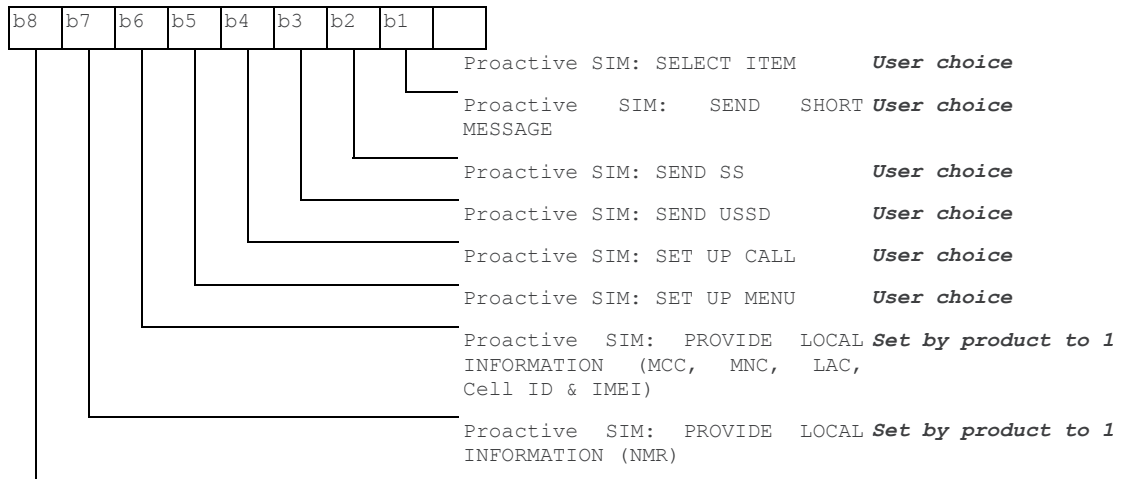 b8 b7 b6 b5 b4 b3 b2 b1
Proactive SIM: SELECT ITEM User choice
Proactive SIM: SEND SHORT User choice
MESSAGE
Proactive SIM: SEND SS User choice
Proactive SIM: SEND USSD User choice
Proactive SIM: SET UP CALL User choice
Proactive SIM: SET UP MENU User choice
Proactive SIM: PROVIDE LOCAL Set by product to 1
INFORMATION (MCC, MNC, LAC,
Cell ID & IMEI)
Proactive SIM: PROVIDE LOCAL Set by product to 1
INFORMATION (NMR)